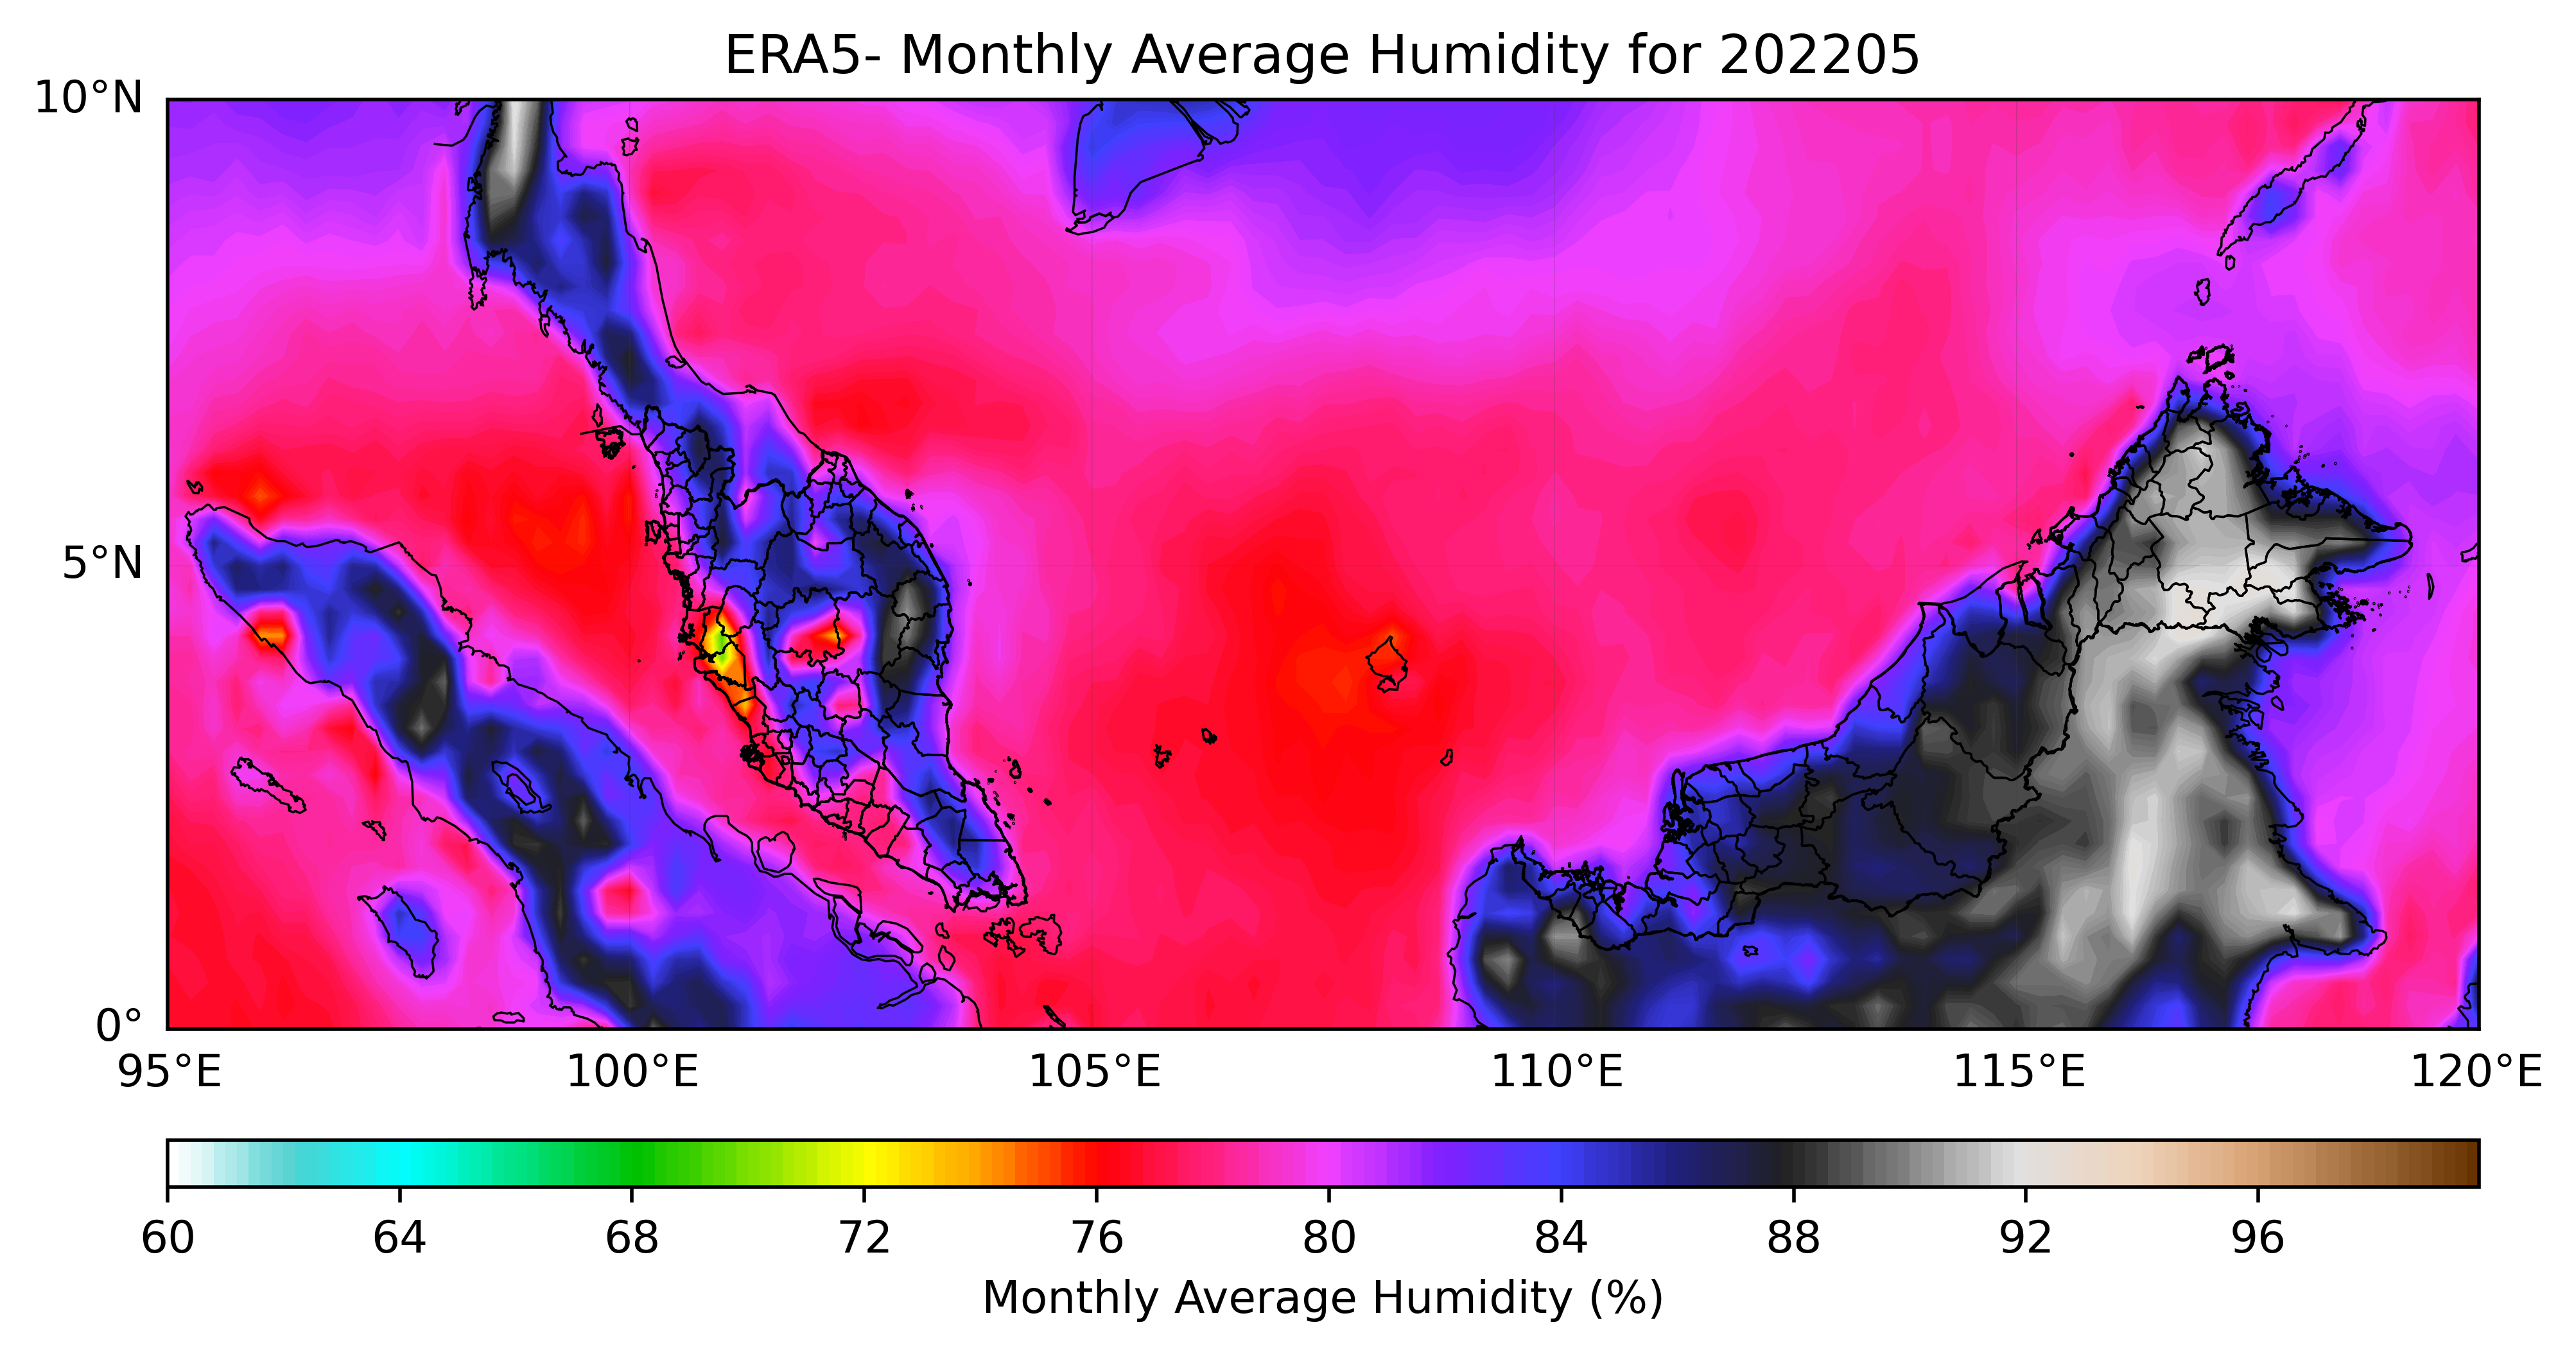 ERA5- Monthly Average Humidity for 202205
10°N
5°N
0°
95°E 100°E 105°E 110°E 115°E 120°E
60 64 68 72 76 80 84 88 92 96
Monthly Average Humidity (%)